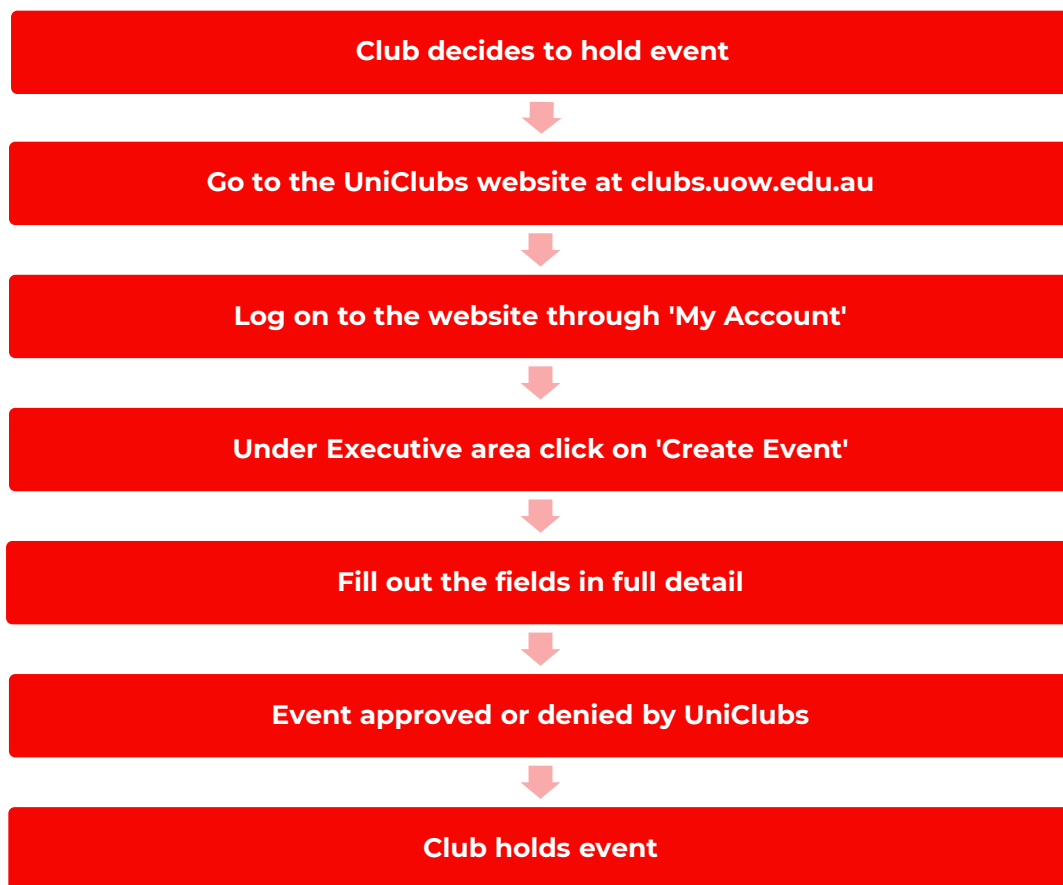 Club decides to hold event
Go to the UniClubs website at clubs.uow.edu.au
Log on to the website through 'My Account'
Under Executive area click on 'Create Event'
Fill out the fields in full detail
Event approved or denied by UniClubs
Club holds event